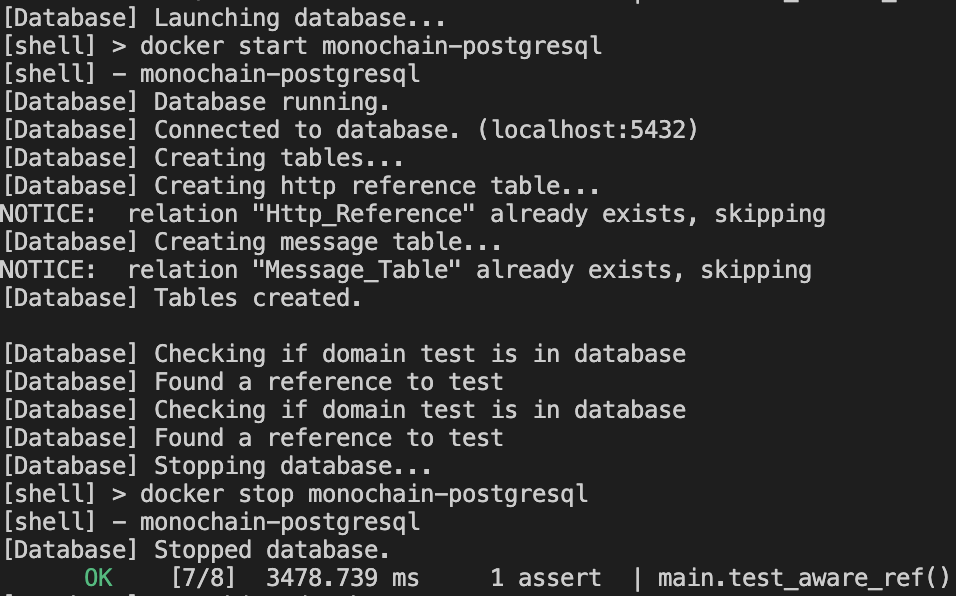 [Database] Launching database...
[shell] > docker start monochain-postgresql
[shell] - monochain-postgresql
[Database] Database running.
[Database] Connected to database. (localhost:5432)
[Database] Creating tables...
[Database] Creating http reference table...
NOTICE:  relation "Http_Reference" already exists, skipping
[Database] Creating message table...
NOTICE:  relation "Message_Table" already exists, skipping
[Database] Tables created.

[Database] Checking if domain test is in database
[Database] Found a reference to test
[Database] Checking if domain test is in database
[Database] Found a reference to test
[Database] Stopping database...
[shell] > docker stop monochain-postgresql
[shell] - monochain-postgresql
[Database] Stopped database.
OK    [7/8]  3478.739 ms     1 assert  | main.test_aware_ref()